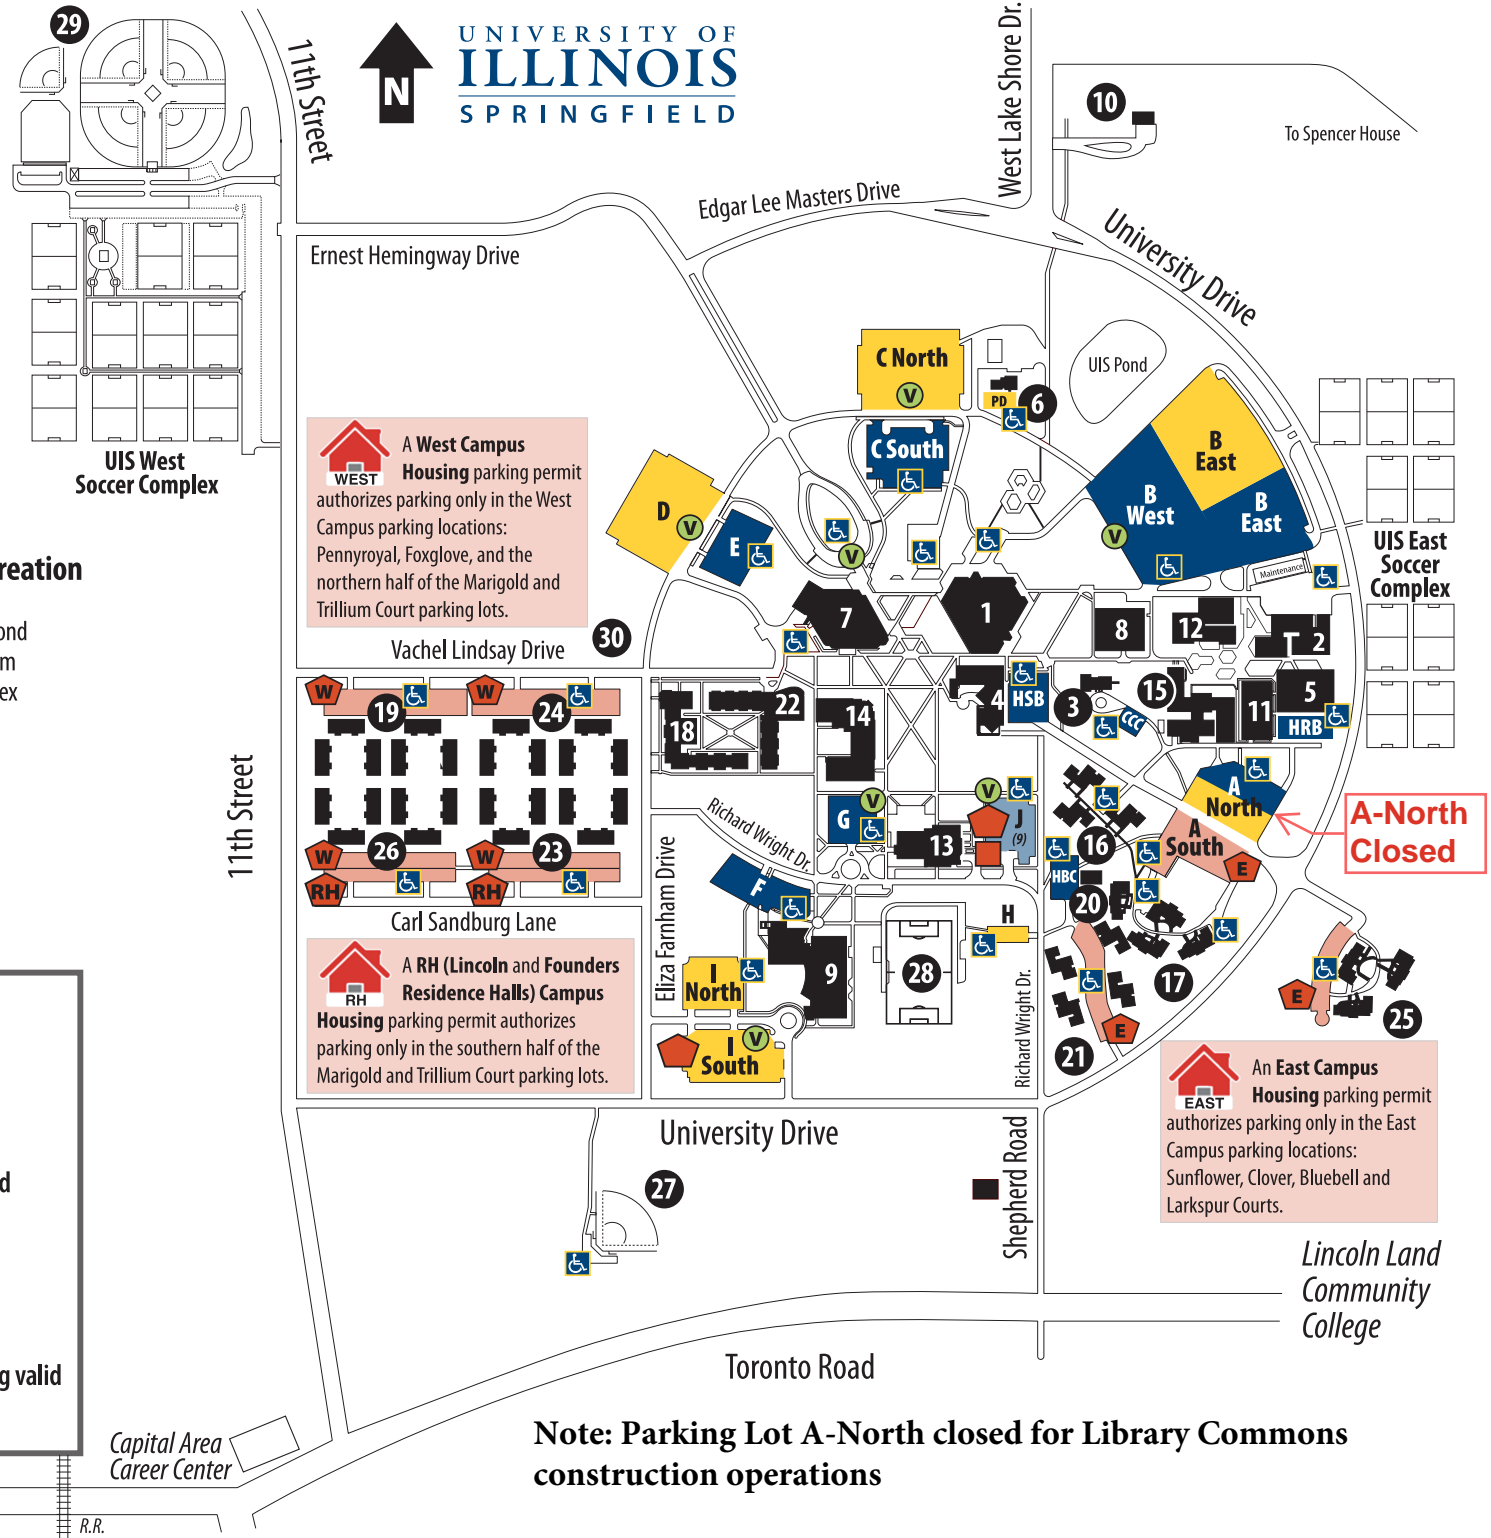 29
11th Street
N
UNIVERSITY OF
ILLINOIS
SPRINGFIELD
West Lake Shore Dr.
10
To Spencer House
Edgar Lee Masters Drive
University Drive
Ernest Hemingway Drive
UIS Pond
C North
V
PD
6
C South
B
East
B
West
B
East
V
UIS West
Soccer Complex
WEST
A West Campus
Housing parking permit
authorizes parking only in the West
Campus parking locations:
Pennyroyal, Foxglove, and the
northern half of the Marigold and
Trillium Court parking lots.
D
V
E
V
UIS East
Soccer
Complex
Maintenance
reation
ond
m
ex
30
Vachel Lindsay Drive
7
1
8
12
T
2
W
19
W
24
18
22
14
4
HSB
3
CCC
15
11
5
HRB
11th Street
Richard Wright Dr.
G
V
V
J
(9)
13
A
North
A
South
E
A-North
Closed
16
HBC
20
W
26
W
23
RH
RH
Carl Sandburg Lane
Eliza Farnham Drive
F
H
RH
A RH (Lincoln and Founders
Residence Halls) Campus
Housing parking permit authorizes
parking only in the southern half of the
Marigold and Trillium Court parking lots.
I
North
9
28
I
South
V
Richard Wright Dr.
17
21
E
E
25
EAST
An East Campus
Housing parking permit
authorizes parking only in the East
Campus parking locations:
Sunflower, Clover, Bluebell and
Larkspur Courts.
University Drive
Shepherd Road
27
d
Lincoln Land
Community
College
Toronto Road
g valid
Capital Area
Career Center
R.R.
Note: Parking Lot A-North closed for Library Commons
construction operations